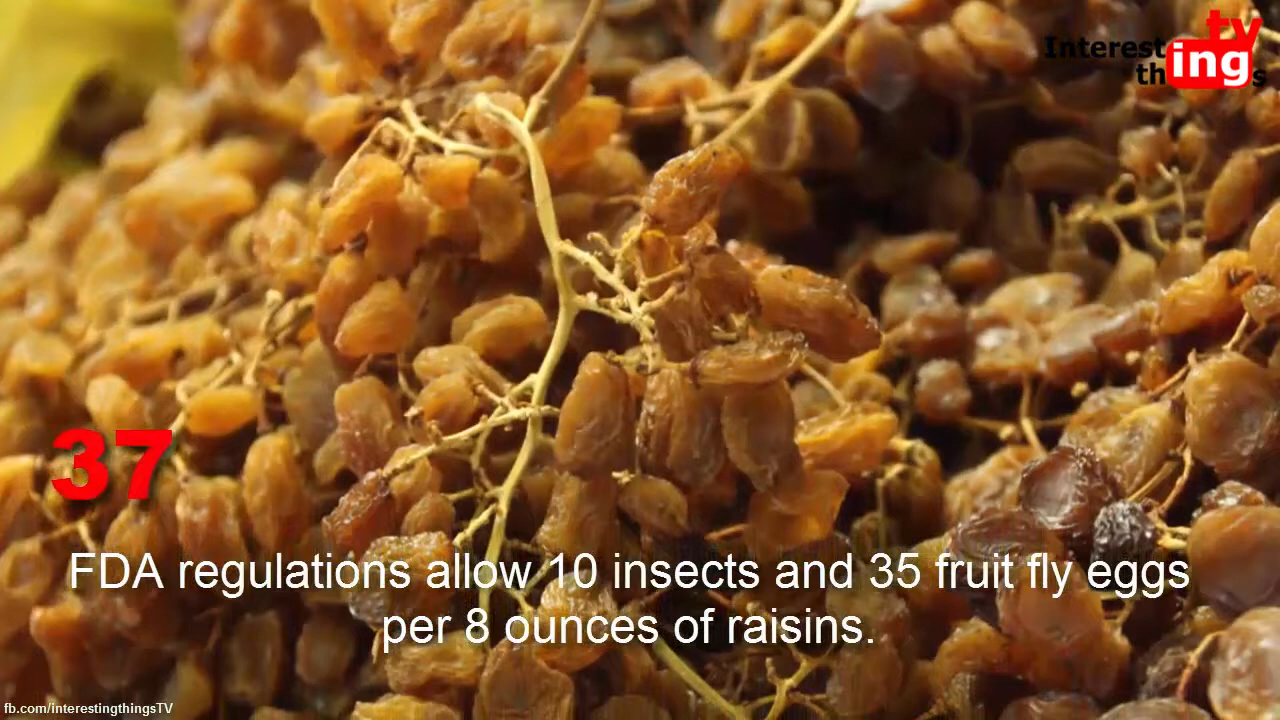 Interesting
things
tv
37
FDA regulations allow 10 insects and 35 fruit fly eggs
per 8 ounces of raisins.
fb.com/interestingthingsTV